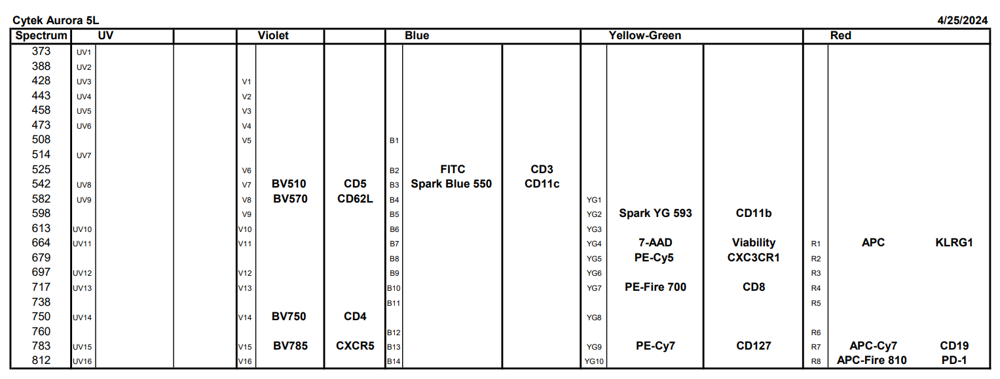 Cytek Aurora 5L 4/25/2024
Spectrum UV Violet Blue Yellow-Green Red
373 UV1
388 UV2
428 UV3 V1
443 UV4 V2
458 UV5 V3
473 UV6 V4
508 V5 B1
514 UV7
525 V6 B2 FITC CD3
542 UV8 V7 BV510 CD5 B3 Spark Blue 550 CD11c
582 UV9 V8 BV570 CD62L B4 YG1
598 V9 B5 YG2 Spark YG 593 CD11b
613 UV10 V10 B6 YG3
664 UV11 V11 B7 YG4 7-AAD Viability R1 APC KLRG1
679 B8 YG5 PE-Cy5 CXC3CR1 R2
697 UV12 V12 B9 YG6 R3
717 UV13 V13 B10 YG7 PE-Fire 700 CD8 R4
738 B11 R5
750 UV14 V14 BV750 CD4 YG8
760 B12 R6
783 UV15 V15 BV785 CXCR5 B13 YG9 PE-Cy7 CD127 R7 APC-Cy7 CD19
812 UV16 V16 B14 YG10 R8 APC-Fire 810 PD-1